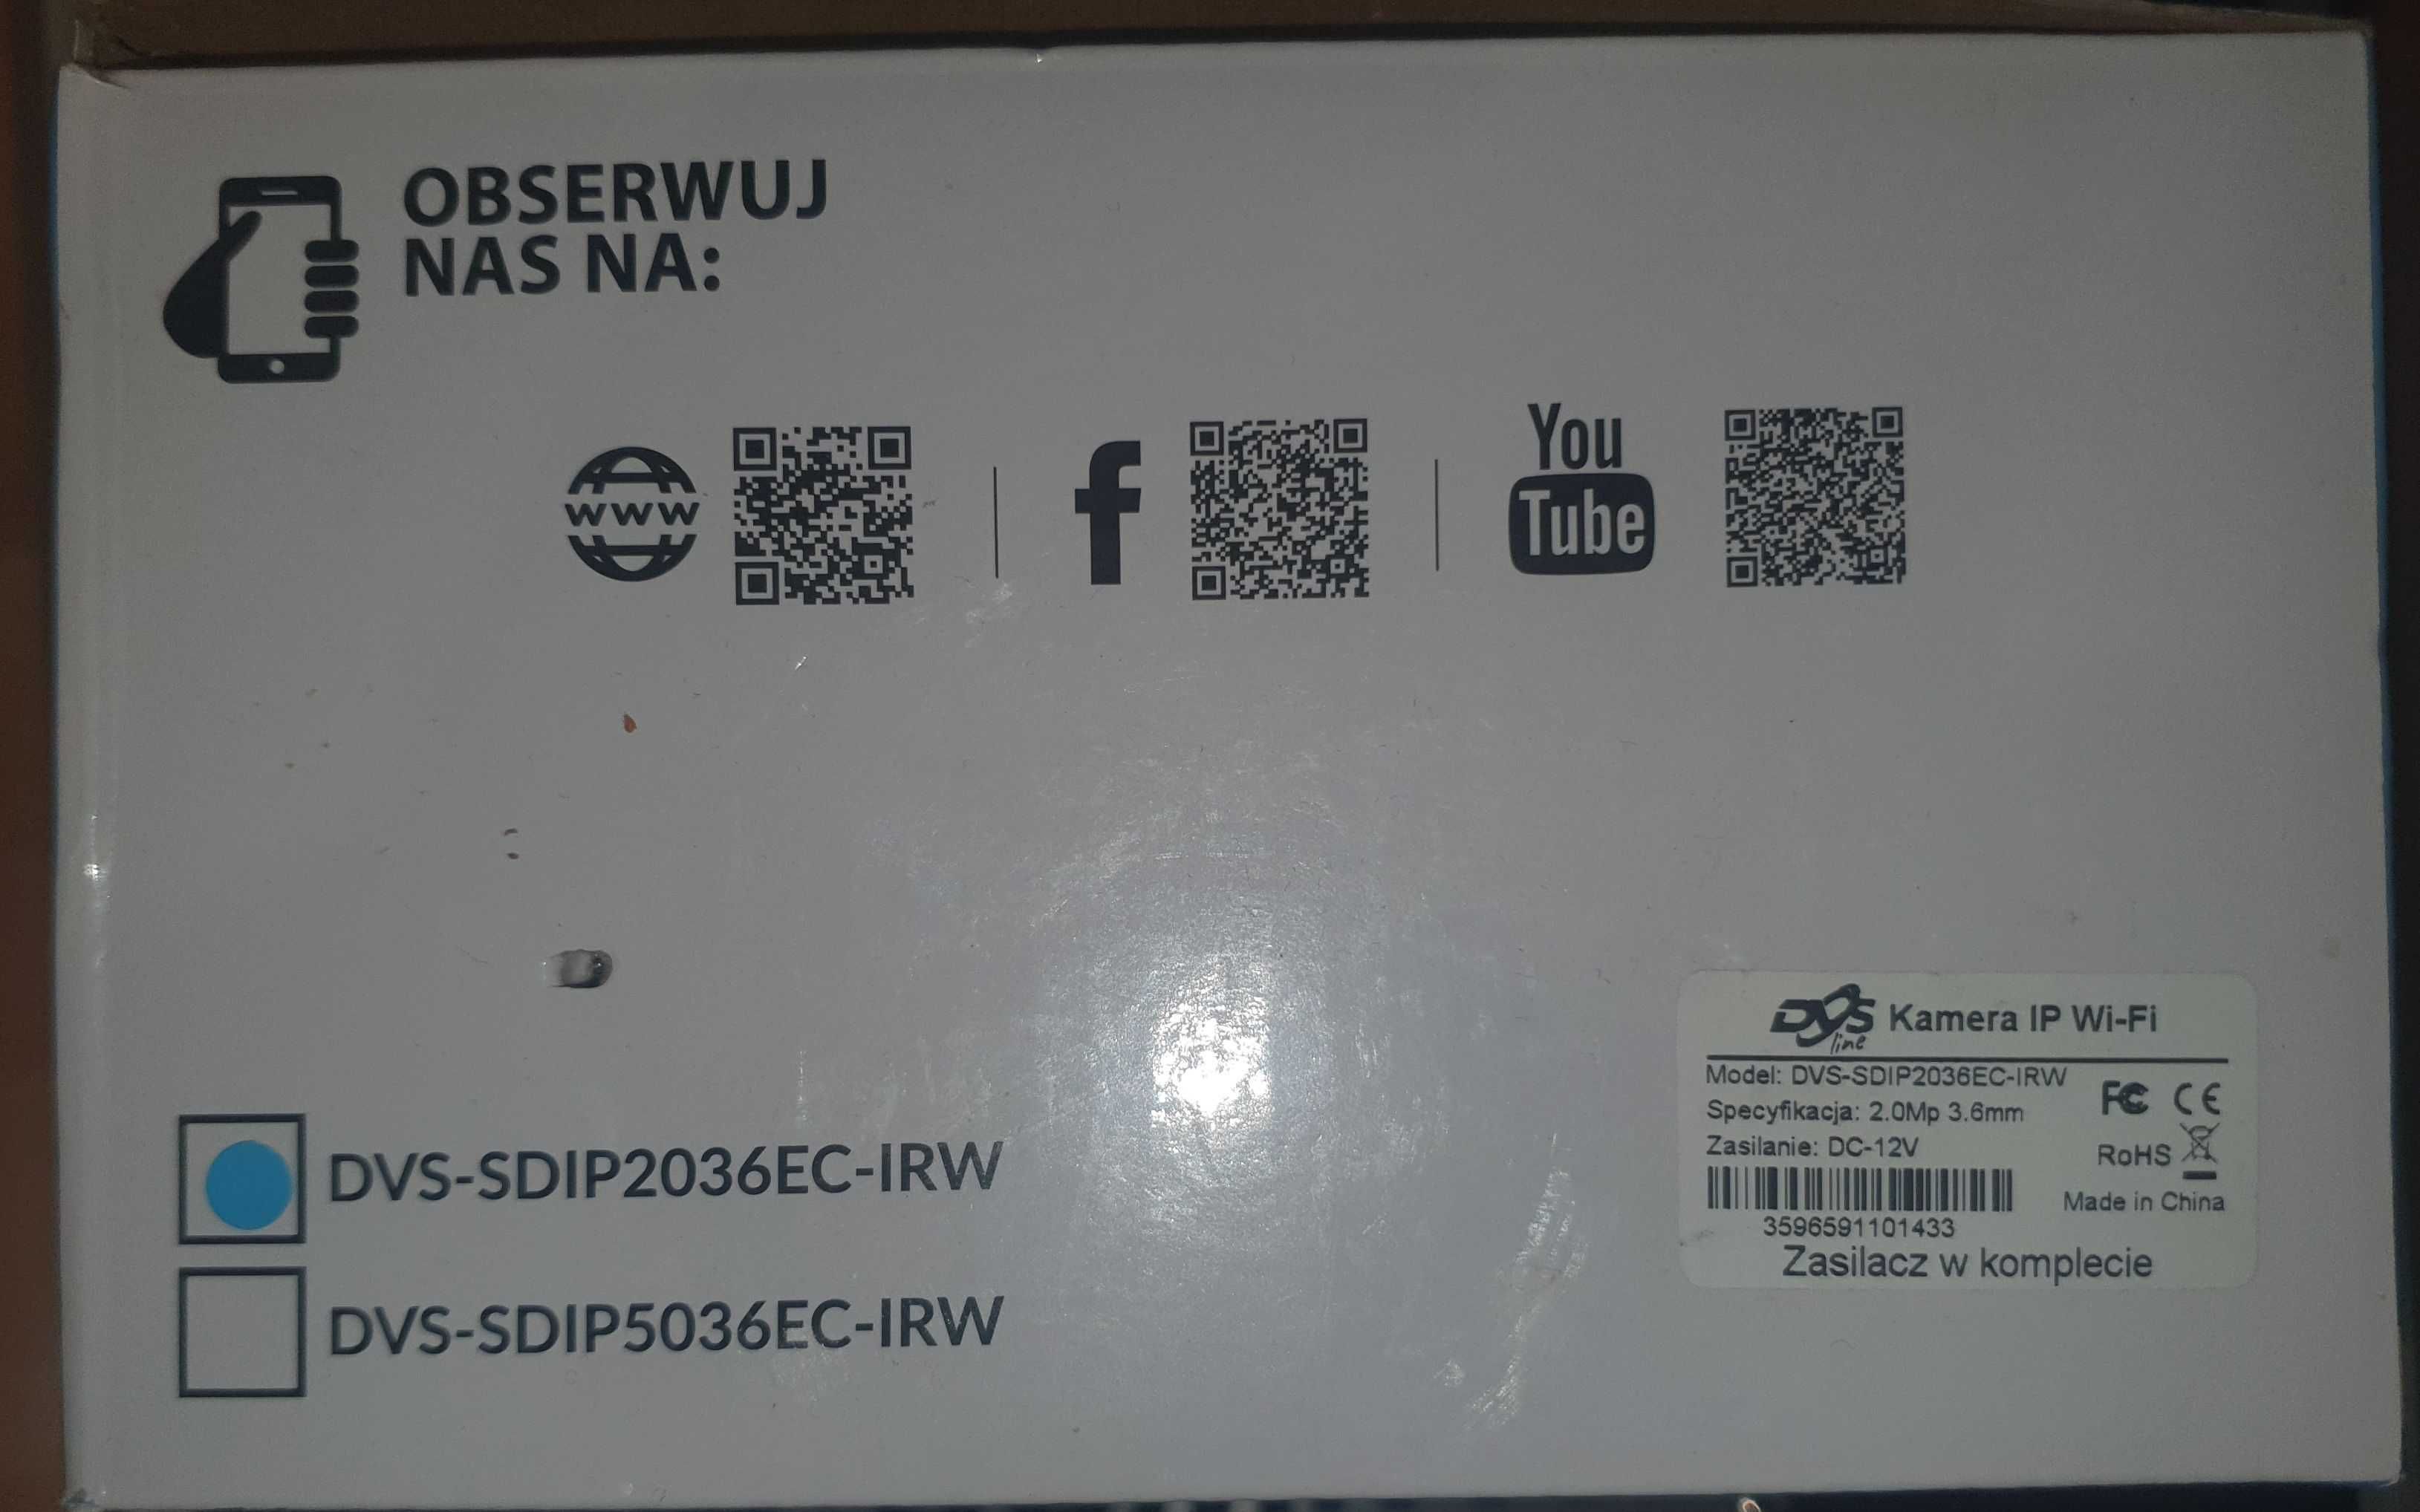 OBSERWUJ
NAS NA:
www
f
You
Tube
DVS line Kamera IP Wi-Fi
Model: DVS-SDIP2036EC-IRW
FC CE
Specyfikacja: 2.0Mp 3.6mm
Zasilanie: DC-12V
RoHS
Made in China
3596591101433
Zasilacz w komplecie
DVS-SDIP2036EC-IRW
DVS-SDIP5036EC-IRW